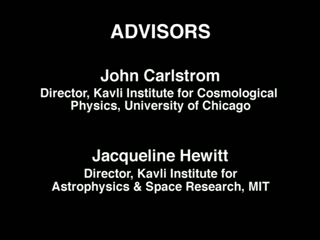 ADVISORS
John Carlstrom
Director, Kavli Institute for Cosmological
Physics, University of Chicago
Jacqueline Hewitt
Director, Kavli Institute for
Astrophysics & Space Research, MIT